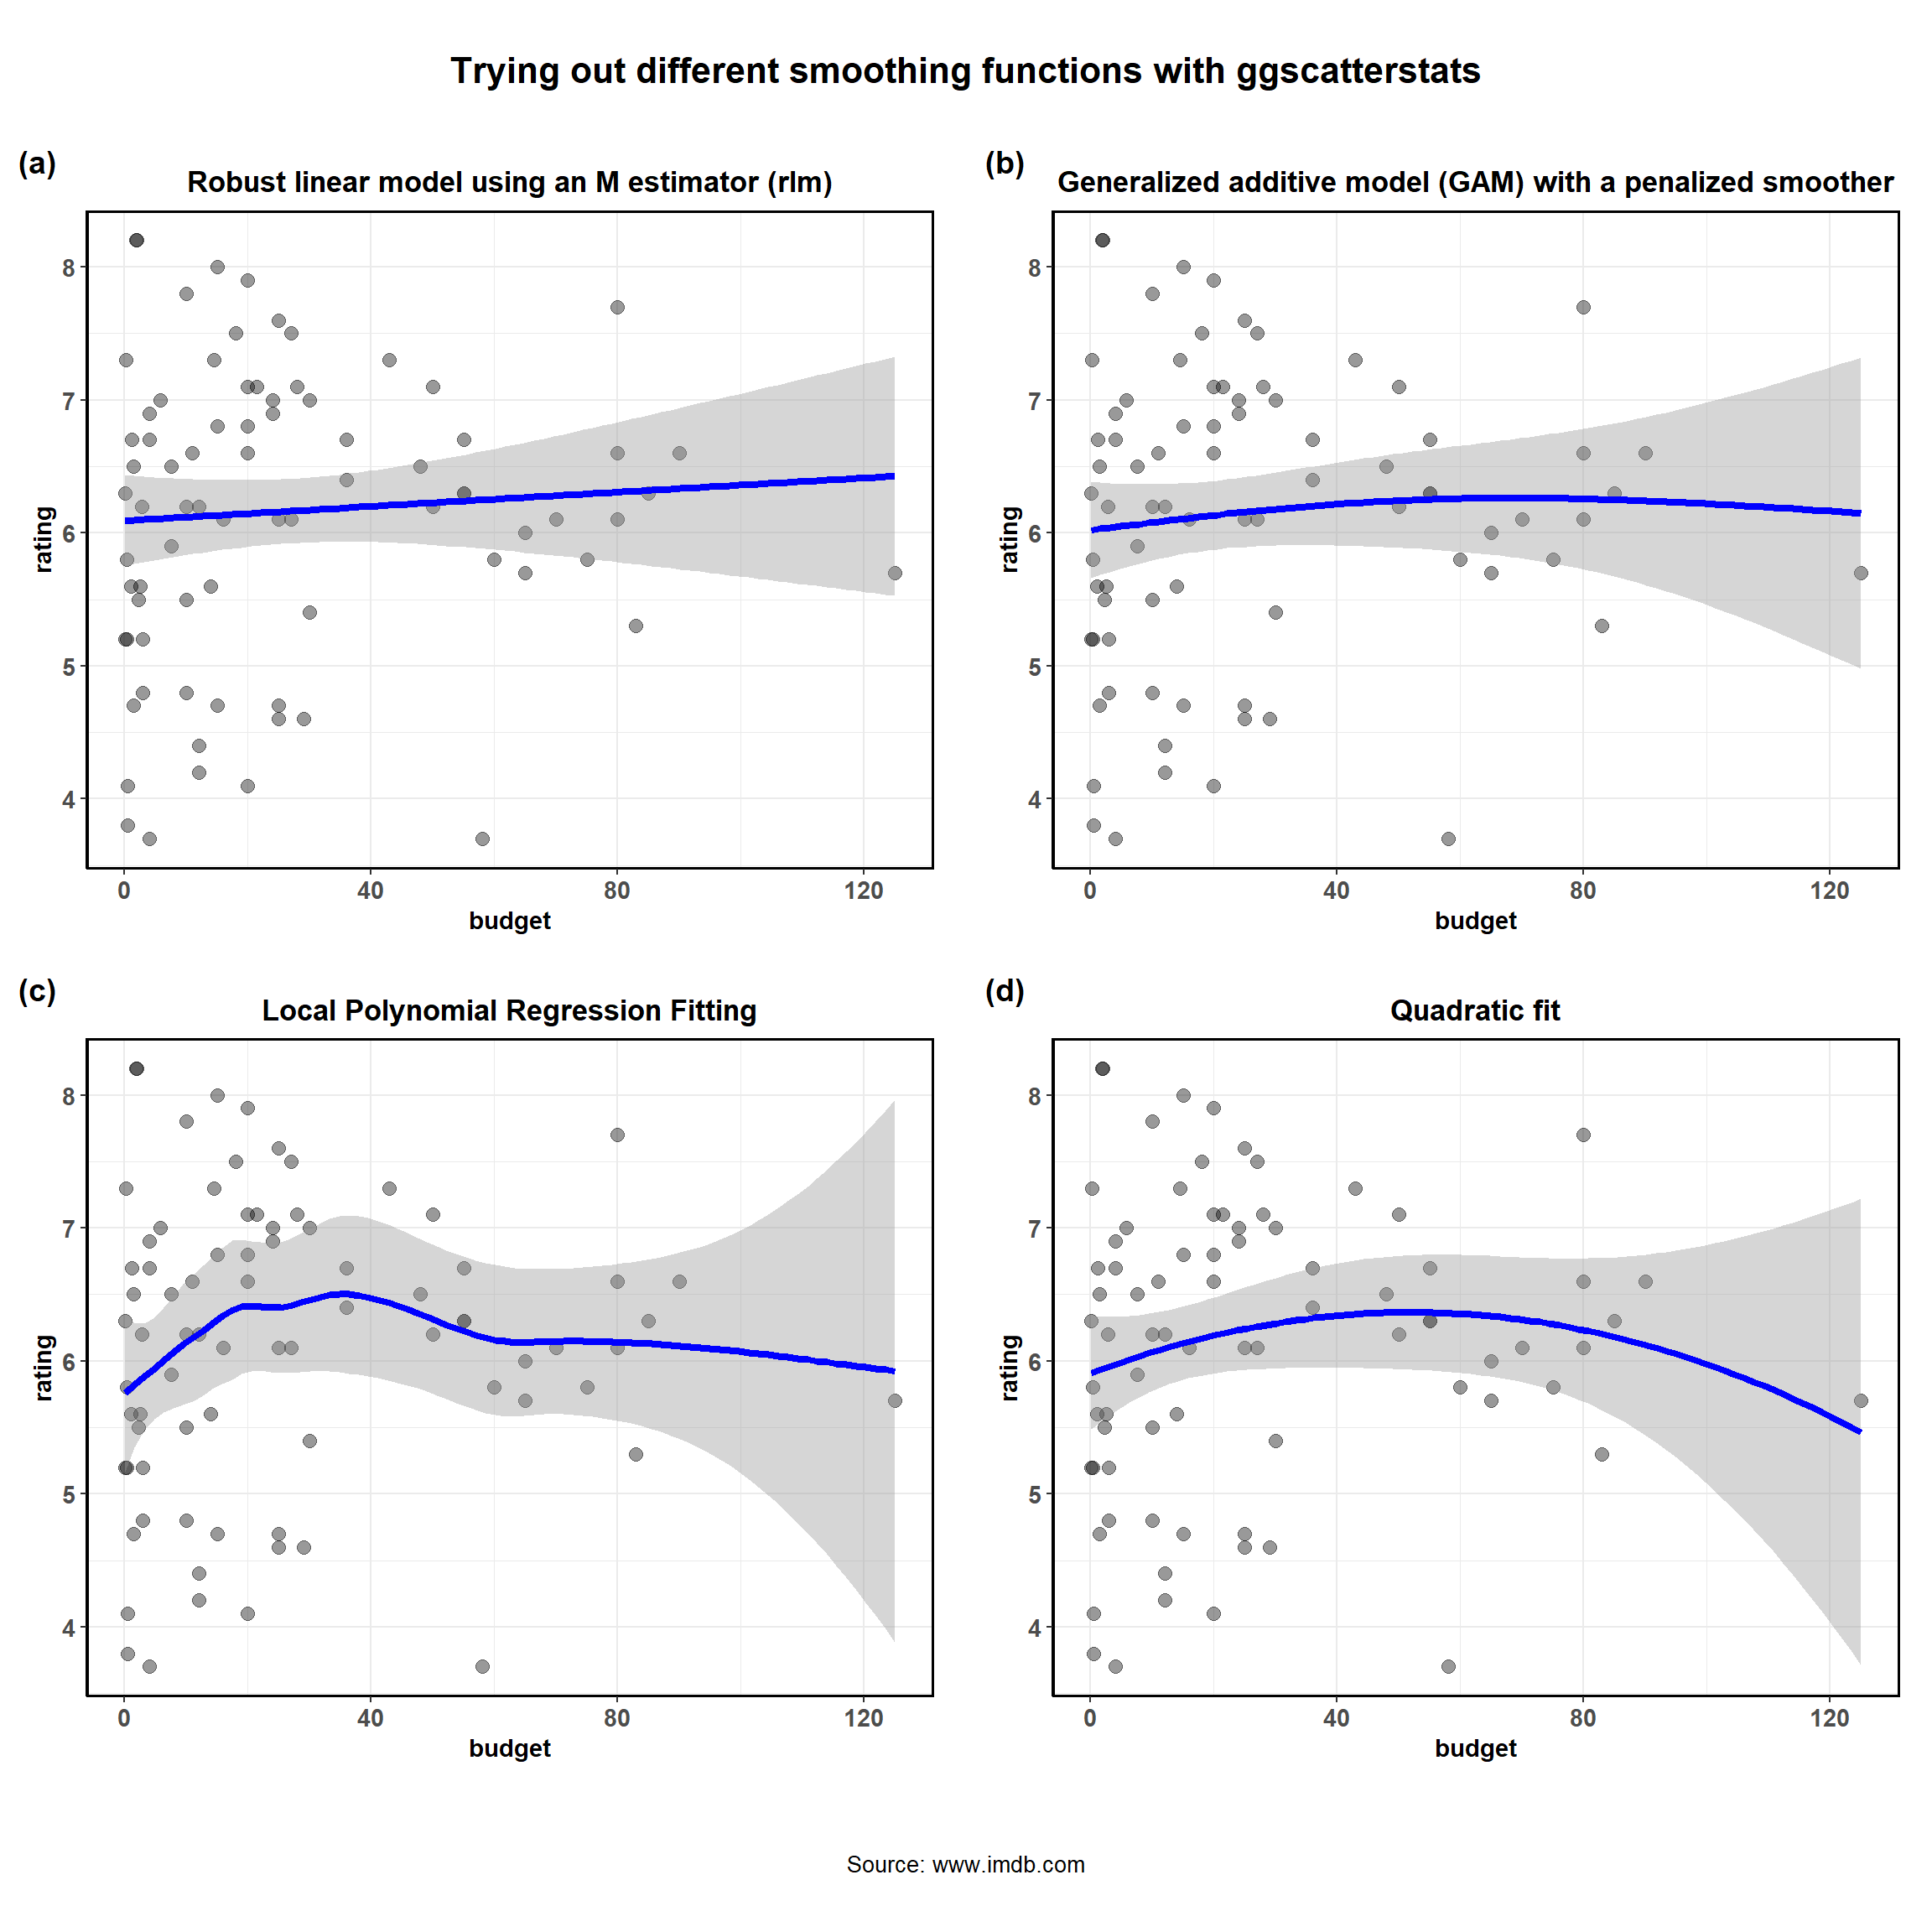 Trying out different smoothing functions with ggscatterstats
(a)
Robust linear model using an M estimator (rlm)
8
7
6
5
4
rating
0 40 80 120
budget
(b)
Generalized additive model (GAM) with a penalized smoother
8
7
6
5
4
rating
0 40 80 120
budget
(c)
Local Polynomial Regression Fitting
8
7
6
5
4
rating
0 40 80 120
budget
(d)
Quadratic fit
8
7
6
5
4
rating
0 40 80 120
budget
Source: www.imdb.com